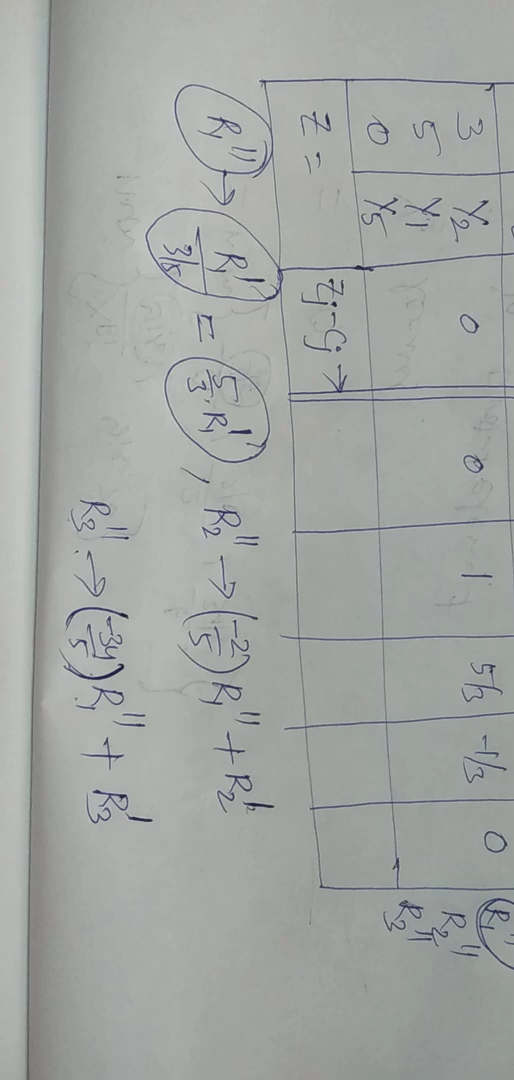 3 Y2 0 0 1 5/3 -1/3 0 R1''
5 Y1 R2''
0 Y5 R3''
Z = Zj-Cj →
R1'' → R1'/3/5 = 5/3·R1', R2'' → (-2/5) R1'' + R2'
R3'' → (-34/5) R1'' + R3'